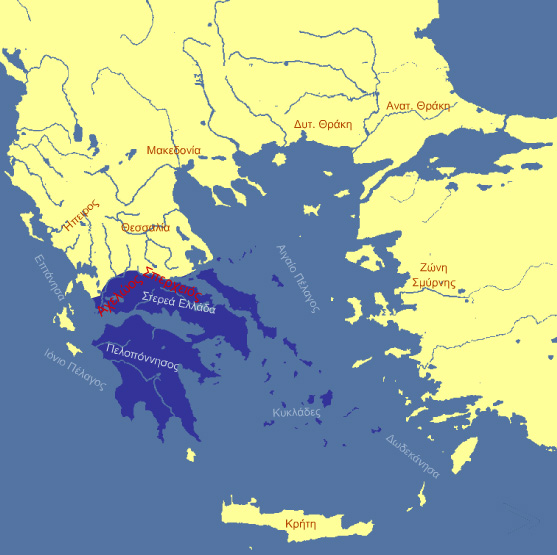 Ανατ. Θράκη
Δυτ. Θράκη
Μακεδονία
Ήπειρος
Θεσσαλία
Αιγαίο Πέλαγος
Ζώνη
Σμύρνης
Επτάνησα
Στερεά Ελλάδα
Πελοπόννησος
Ιόνιο Πέλαγος
Κυκλάδες
Δωδεκάνησα
Κρήτη